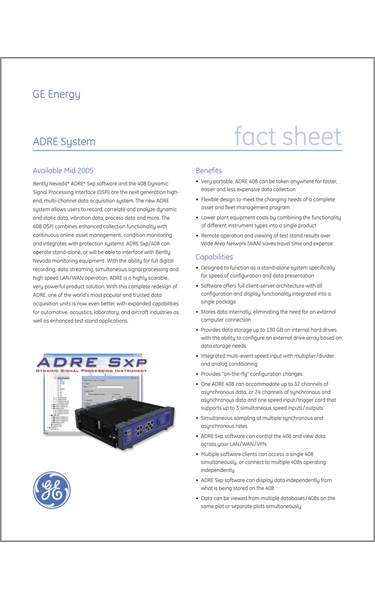 GE Energy
ADRE System
fact sheet
Available Mid 2005
Bently Nevada* ADRE* Sxp software and the 408 Dynamic
Signal Processing Interface (DSPi) are the next generation high-
end, multi-channel data acquisition system. The new ADRE
system allows users to record, correlate and analyze dynamic
and static data, vibration data, process data and more. The
408 DSPi combines enhanced collection functionality with
continuous online asset management, condition monitoring
and integrates with protection systems. ADRE Sxp/408 can
operate stand-alone, or will be able to interface with Bently
Nevada monitoring equipment. With the ability for full digital
recording, data streaming, simultaneous signal processing and
high speed LAN/WAN operation, ADRE is a highly scalable,
very powerful product solution. With this complete redesign of
ADRE, one of the world's most popular and trusted data
acquisition units is now even better, with expanded capabilities
for automotive, acoustics, laboratory, and aircraft industries as
well as enhanced test stand applications.
ADRE SXP
DYNAMIC SIGNAL PROCESSING INSTRUMENT
GE
Benefits
• Very portable, ADRE 408 can be taken anywhere for faster,
easier and less expensive data collection
• Flexible design to meet the changing needs of a complete
asset and fleet management program
• Lower plant equipment costs by combining the functionality
of different instrument types into a single product
• Remote operation and viewing of test stand results over
Wide Area Network (WAN) saves travel time and expense
Capabilities
• Designed to function as a stand-alone system specifically
for speed of configuration and data presentation
• Software offers full client-server architecture with all
configuration and display functionality integrated into a
single package
• Stores data internally, eliminating the need for an external
computer connection
• Provides data storage up to 130 GB on internal hard drives
with the ability to configure an external drive array based on
data storage needs
• Integrated multi-event speed input with multiplier/divider
and analog conditioning
• Provides "on-the-fly" configuration changes
• One ADRE 408 can accommodate up to 32 channels of
asynchronous data, or 24 channels of synchronous and
asynchronous data and one speed input/trigger card that
supports up to 3 simultaneous speed inputs/outputs
• Simultaneous sampling at multiple synchronous and
asynchronous rates
• ADRE Sxp software can control the 408 and view data
across your LAN/WAN/VPN
• Multiple software clients can access a single 408
simultaneously, or connect to multiple 408s operating
independently
• ADRE Sxp software can display data independently from
what is being stored on the 408
• Data can be viewed from multiple databases/408s on the
same plot or separate plots simultaneously